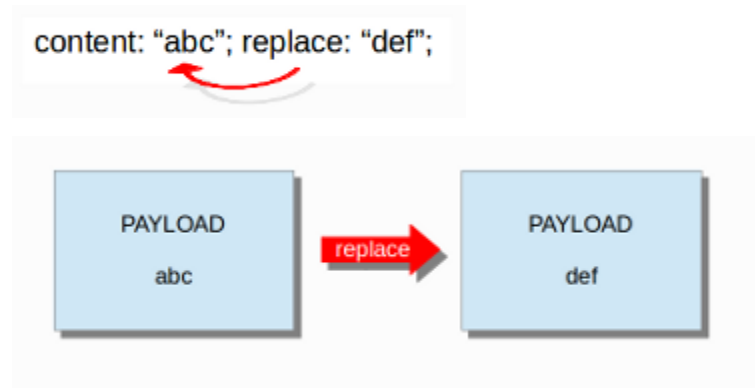 content: “abc”; replace: “def”;
PAYLOAD
abc
replace
PAYLOAD
def